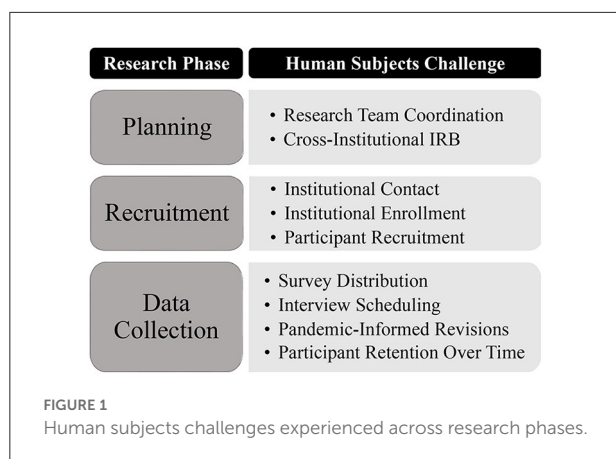 Research Phase
Human Subjects Challenge
Planning
• Research Team Coordination
• Cross-Institutional IRB
Recruitment
• Institutional Contact
• Institutional Enrollment
• Participant Recruitment
Data
Collection
• Survey Distribution
• Interview Scheduling
• Pandemic-Informed Revisions
• Participant Retention Over Time
FIGURE 1
Human subjects challenges experienced across research phases.